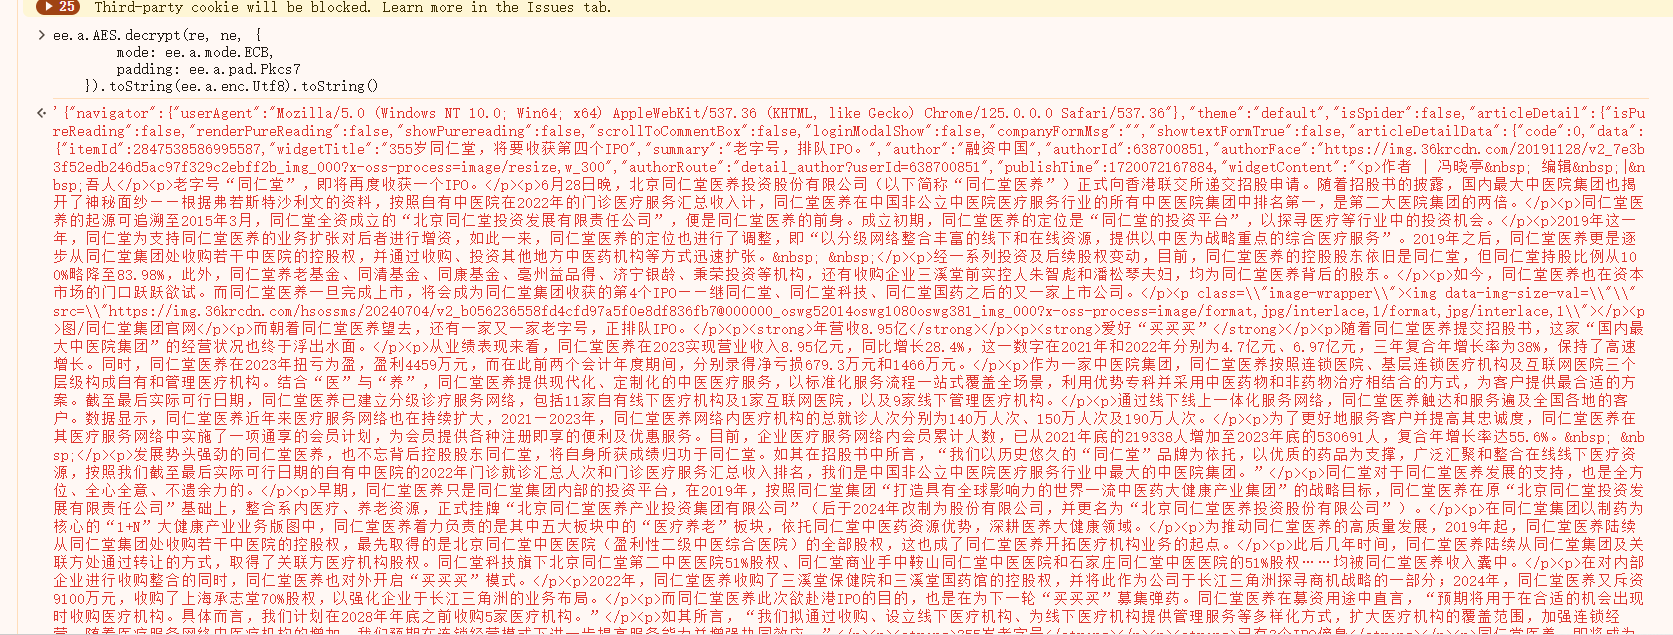 25 Third-party cookie will be blocked. Learn more in the Issues tab.
> ee.a.AES.decrypt(re, ne, {
mode: ee.a.mode.ECB,
padding: ee.a.pad.Pkcs7
}).toString(ee.a.enc.Utf8).toString()
'{"navigator":{"userAgent":"Mozilla/5.0 (Windows NT 10.0; Win64; x64) AppleWebKit/537.36 (KHTML, like Gecko) Chrome/125.0.0.0 Safari/537.36"},"theme":"default","isSpider":false,"articleDetail":{"isPu
reReading":false,"renderPureReading":false,"showPurereading":false,"scrollToCommentBox":false,"loginModalShow":false,"companyFormMsg":"","showtextFormTrue":false,"articleDetailData":{"code":0,"data":
{"itemId":2847538586995587,"widgetTitle":"355岁同仁堂，将要收获第四个IPO","summary":"老字号，排队IPO。","author":"融资中国","authorId":638700851,"authorFace":"https://img.36krcdn.com/20191128/v2_7e3b
3f52edb246d5ac97f329c2ebff2b_img_000?x-oss-process=image/resize,w_300","authorRoute":"detail_author?userId=638700851","publishTime":1720072167884,"widgetContent":"<p>作者 | 冯晓亭&nbsp; 编辑&nbsp;|&n
bsp;吾人</p><p>老字号“同仁堂”，即将再度收获一个IPO。</p><p>6月28日晚，北京同仁堂医养投资股份有限公司（以下简称“同仁堂医养”）正式向香港联交所递交招股申请。随着招股书的披露，国内最大中医院集团也揭
开了神秘面纱——根据弗若斯特沙利文的资料，按照自有中医院在2022年的门诊医疗服务汇总收入计，同仁堂医养在中国非公立中医院医疗服务行业的所有中医医院集团中排名第一，是第二大医院集团的两倍。</p><p>同仁堂医
养的起源可追溯至2015年3月，同仁堂全资成立的“北京同仁堂投资发展有限责任公司”，便是同仁堂医养的前身。成立初期，同仁堂医养的定位是“同仁堂的投资平台”，以探寻医疗等行业中的投资机会。</p><p>2019年这一
年，同仁堂为支持同仁堂医养的业务扩张对后者进行增资，如此一来，同仁堂医养的定位也进行了调整，即“以分级网络整合丰富的线下和在线资源，提供以中医为战略重点的综合医疗服务”。2019年之后，同仁堂医养更是逐
步从同仁堂集团处收购若干中医院的控股权，并通过收购、投资其他地方中医药机构等方式迅速扩张。&nbsp; &nbsp;</p><p>经一系列投资及后续股权变动，目前，同仁堂医养的控股股东依旧是同仁堂，但同仁堂持股比例从10
0%略降至83.98%，此外，同仁堂养老基金、同清基金、同康基金、亳州益品得、济宁银龄、秉荣投资等机构，还有收购企业三溪堂前实控人朱智彪和潘松琴夫妇，均为同仁堂医养背后的股东。</p><p>如今，同仁堂医养也在资本
市场的门口跃跃欲试。而同仁堂医养一旦完成上市，将会成为同仁堂集团收获的第4个IPO——继同仁堂、同仁堂科技、同仁堂国药之后的又一家上市公司。</p><p class=\\"image-wrapper\\"><img data-img-size-val=\\"\\"
src=\\"https://img.36krcdn.com/hsossms/20240704/v2_b056236558fd4cfd97a5f0e8df836fb7@000000_oswg52014oswg1080oswg381_img_000?x-oss-process=image/format,jpg/interlace,1/format,jpg/interlace,1\\"></p><p
>图/同仁堂集团官网</p><p>而朝着同仁堂医养望去，还有一家又一家老字号，正排队IPO。</p><p><strong>年营收8.95亿</strong></p><p><strong>爱好“买买买”</strong></p><p>随着同仁堂医养提交招股书，这家“国内最
大中医院集团”的经营状况也终于浮出水面。</p><p>从业绩表现来看，同仁堂医养在2023实现营业收入8.95亿元，同比增长28.4%，这一数字在2021年和2022年分别为4.7亿元、6.97亿元，三年复合年增长率为38%，保持了高速
增长。同时，同仁堂医养在2023年扭亏为盈，盈利4459万元，而在此前两个会计年度期间，分别录得净亏损679.3万元和1466万元。</p><p>作为一家中医院集团，同仁堂医养按照连锁医院、基层连锁医疗机构及互联网医院三个
层级构成自有和管理医疗机构。结合“医”与“养”，同仁堂医养提供现代化、定制化的中医医疗服务，以标准化服务流程一站式覆盖全场景，利用优势专科并采用中医药物和非药物治疗相结合的方式，为客户提供最合适的方
案。截至最后实际可行日期，同仁堂医养已建立分级诊疗服务网络，包括11家自有线下医疗机构及1家互联网医院，以及9家线下管理医疗机构。</p><p>通过线下线上一体化服务网络，同仁堂医养触达和服务遍及全国各地的客
户。数据显示，同仁堂医养近年来医疗服务网络也在持续扩大，2021—2023年，同仁堂医养网络内医疗机构的总就诊人次分别为140万人次、150万人次及190万人次。</p><p>为了更好地服务客户并提高其忠诚度，同仁堂医养在
其医疗服务网络中实施了一项通享的会员计划，为会员提供各种注册即享的便利及优惠服务。目前，企业医疗服务网络内会员累计人数，已从2021年底的219338人增加至2023年底的530691人，复合年增长率达55.6%。&nbsp; &nb
sp;</p><p>发展势头强劲的同仁堂医养，也不忘背后控股股东同仁堂，将自身所获成绩归功于同仁堂。如其在招股书中所言，“我们以历史悠久的“同仁堂”品牌为依托，以优质的药品为支撑，广泛汇聚和整合在线线下医疗资
源，按照我们截至最后实际可行日期的自有中医院的2022年门诊就诊汇总人次和门诊医疗服务汇总收入排名，我们是中国非公立中医院医疗服务行业中最大的中医院集团。”</p><p>同仁堂对于同仁堂医养发展的支持，也是全方
位、全心全意、不遗余力的。</p><p>早期，同仁堂医养只是同仁堂集团内部的投资平台，在2019年，按照同仁堂集团“打造具有全球影响力的世界一流中医药大健康产业集团”的战略目标，同仁堂医养在原“北京同仁堂投资发
展有限责任公司”基础上，整合系内医疗、养老资源，正式挂牌“北京同仁堂医养产业投资集团有限公司”（后于2024年改制为股份有限公司，并更名为“北京同仁堂医养投资股份有限公司”）。</p><p>在同仁堂集团以制药为
核心的“1+N”大健康产业业务版图中，同仁堂医养着力负责的是其中五大板块中的“医疗养老”板块，依托同仁堂中医药资源优势，深耕医养大健康领域。</p><p>为推动同仁堂医养的高质量发展，2019年起，同仁堂医养陆续
从同仁堂集团处收购若干中医院的控股权，最先取得的是北京同仁堂中医医院（盈利性二级中医综合医院）的全部股权，这也成了同仁堂医养开拓医疗机构业务的起点。</p><p>此后几年时间，同仁堂医养陆续从同仁堂集团及关
联方处通过转让的方式，取得了关联方医疗机构股权。同仁堂科技旗下北京同仁堂第二中医医院51%股权、同仁堂商业手中鞍山同仁堂中医医院和石家庄同仁堂中医医院的51%股权……均被同仁堂医养收入囊中。</p><p>在对内部
企业进行收购整合的同时，同仁堂医养也对外开启“买买买”模式。</p><p>2022年，同仁堂医养收购了三溪堂保健院和三溪堂国药馆的控股权，并将此作为公司于长江三角洲探寻商机战略的一部分；2024年，同仁堂医养又斥资
9100万元，收购了上海承志堂70%股权，以强化企业于长江三角洲的业务布局。</p><p>而同仁堂医养此次欲赴港IPO的目的，也是在为下一轮“买买买”募集弹药。同仁堂医养在募资用途中直言，“预期将用于在合适的机会出现
时收购医疗机构。具体而言，我们计划在2028年年底之前收购5家医疗机构。”</p><p>如其所言，“我们拟通过收购、设立线下医疗机构、为线下医疗机构提供管理服务等多样化方式，扩大医疗机构的覆盖范围，加强连锁经